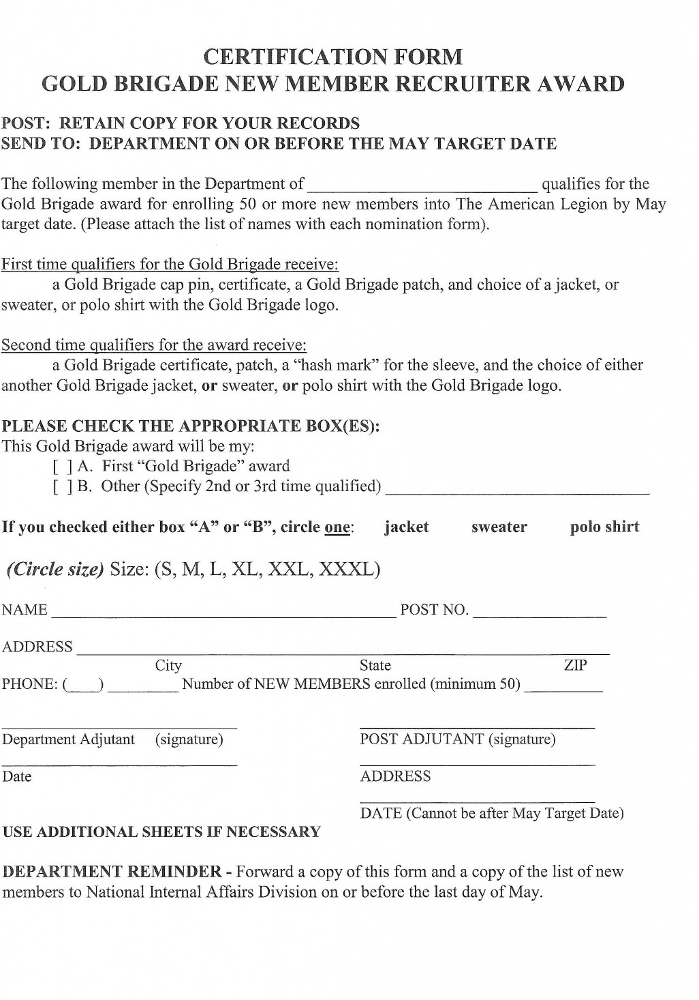 CERTIFICATION FORM
GOLD BRIGADE NEW MEMBER RECRUITER AWARD
POST: RETAIN COPY FOR YOUR RECORDS
SEND TO: DEPARTMENT ON OR BEFORE THE MAY TARGET DATE
The following member in the Department of ____________________________ qualifies for the
Gold Brigade award for enrolling 50 or more new members into The American Legion by May
target date. (Please attach the list of names with each nomination form).
First time qualifiers for the Gold Brigade receive:
a Gold Brigade cap pin, certificate, a Gold Brigade patch, and choice of a jacket, or
sweater, or polo shirt with the Gold Brigade logo.
Second time qualifiers for the award receive:
a Gold Brigade certificate, patch, a “hash mark” for the sleeve, and the choice of either
another Gold Brigade jacket, or sweater, or polo shirt with the Gold Brigade logo.
PLEASE CHECK THE APPROPRIATE BOX(ES):
This Gold Brigade award will be my:
[ ] A. First “Gold Brigade” award
[ ] B. Other (Specify 2nd or 3rd time qualified) ________________________________
If you checked either box “A” or “B”, circle one: jacket sweater polo shirt
(Circle size) Size: (S, M, L, XL, XXL, XXXL)
NAME __________________________________________ POST NO. ________________
ADDRESS _________________________________________________________________
City State ZIP
PHONE: (____) _________ Number of NEW MEMBERS enrolled (minimum 50) __________
Department Adjutant (signature) POST ADJUTANT (signature)
Date ADDRESS
DATE (Cannot be after May Target Date)
USE ADDITIONAL SHEETS IF NECESSARY
DEPARTMENT REMINDER - Forward a copy of this form and a copy of the list of new
members to National Internal Affairs Division on or before the last day of May.